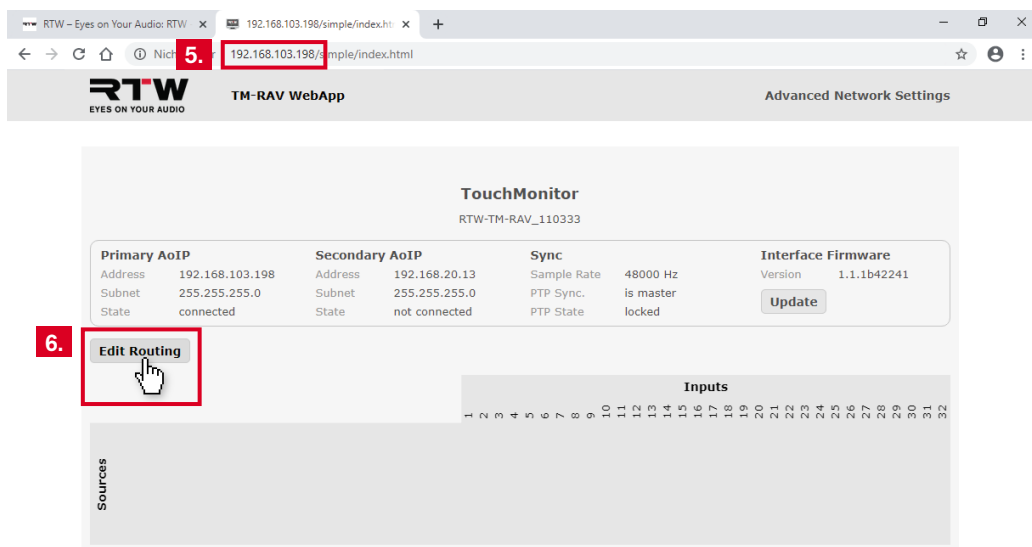 RTW – Eyes on Your Audio: RTW
192.168.103.198/simple/index.ht
5.
192.168.103.198/simple/index.html
RTW
EYES ON YOUR AUDIO
TM-RAV WebApp
Advanced Network Settings
TouchMonitor
RTW-TM-RAV_110333
Primary AoIP
Address 192.168.103.198
Subnet 255.255.255.0
State connected
Secondary AoIP
Address 192.168.20.13
Subnet 255.255.255.0
State not connected
Sync
Sample Rate 48000 Hz
PTP Sync. is master
PTP State locked
Interface Firmware
Version 1.1.1b42241
Update
6.
Edit Routing
Inputs
1 2 3 4 5 6 7 8 9 10 11 12 13 14 15 16 17 18 19 20 21 22 23 24 25 26 27 28 29 30 31 32
Sources